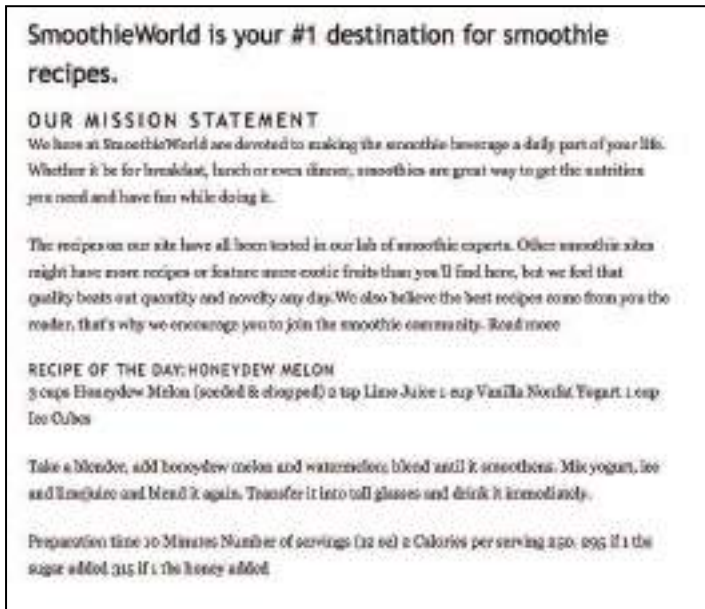 SmoothieWorld is your #1 destination for smoothie
recipes.
OUR MISSION STATEMENT
We here at SmoothieWorld are devoted to making the smoothie beverage a daily part of your life.
Whether it be for breakfast, lunch or even dinner, smoothies are great way to get the nutrition
you need and have fun while doing it.
The recipes on our site have all been tested in our lab of smoothie experts. Other smoothie sites
might have more recipes or feature more exotic fruits than you'll find here, but we feel that
quality beats out quantity and novelty any day. We also believe the best recipes come from you the
reader, that's why we encourage you to join the smoothie community. Read more
RECIPE OF THE DAY: HONEYDEW MELON
3 cups Honeydew Melon (seeded & chopped) 2 tsp Lime Juice 1 cup Vanilla Nonfat Yogurt 1 cup
Ice Cubes
Take a blender, add honeydew melon and watermelon; blend until it smoothens. Mix yogurt, ice
and limejuice and blend it again. Transfer it into tall glasses and drink it immediately.
Preparation time 10 Minutes Number of servings (12 oz) 2 Calories per serving 250, 295 if 1 tbs
sugar added 315 if 1 tbs honey added